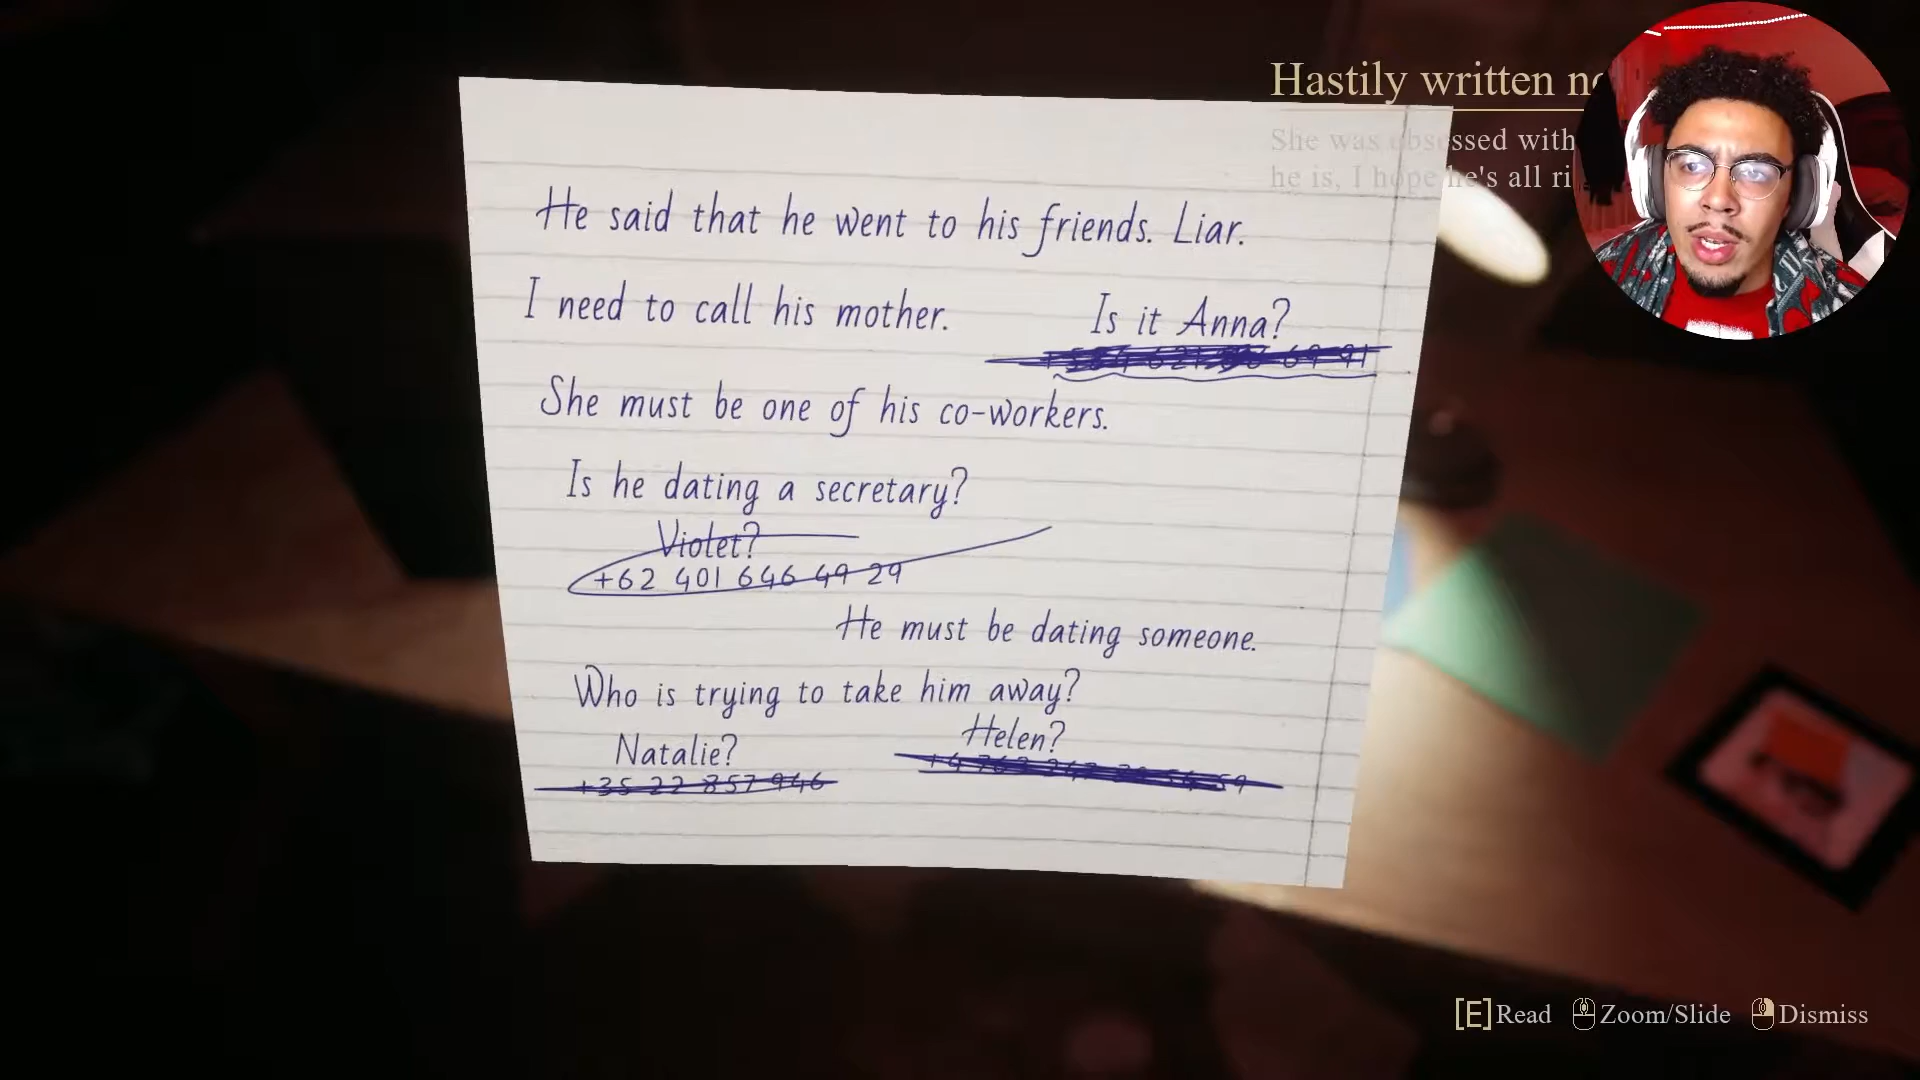 Hastily written
She was obsessed with
he is, I hope he's all ri
He said that he went to his friends. Liar.
I need to call his mother.
Is it Anna?
She must be one of his co-workers.
Is he dating a secretary?
Violet?
+62 401 646 49 29
He must be dating someone.
Who is trying to take him away?
Natalie?
Helen?
+35 22 857 946
[E] Read Zoom/Slide Dismiss